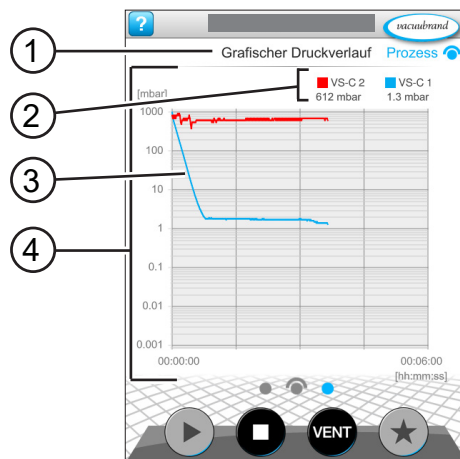 ?
vacuubrand
1
Grafischer Druckverlauf Prozess
2
VS-C 2 VS-C 1
612 mbar 1.3 mbar
[mbar]
1000
100
3
10
4
1
0.1
0.01
0.001
00:00:00 00:06:00
[hh:mm:ss]
VENT